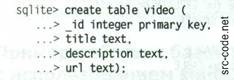 sqlite> create table video (
...> _id integer primary key,
...> title text,
...> description text,
...> url text);
src-code.net